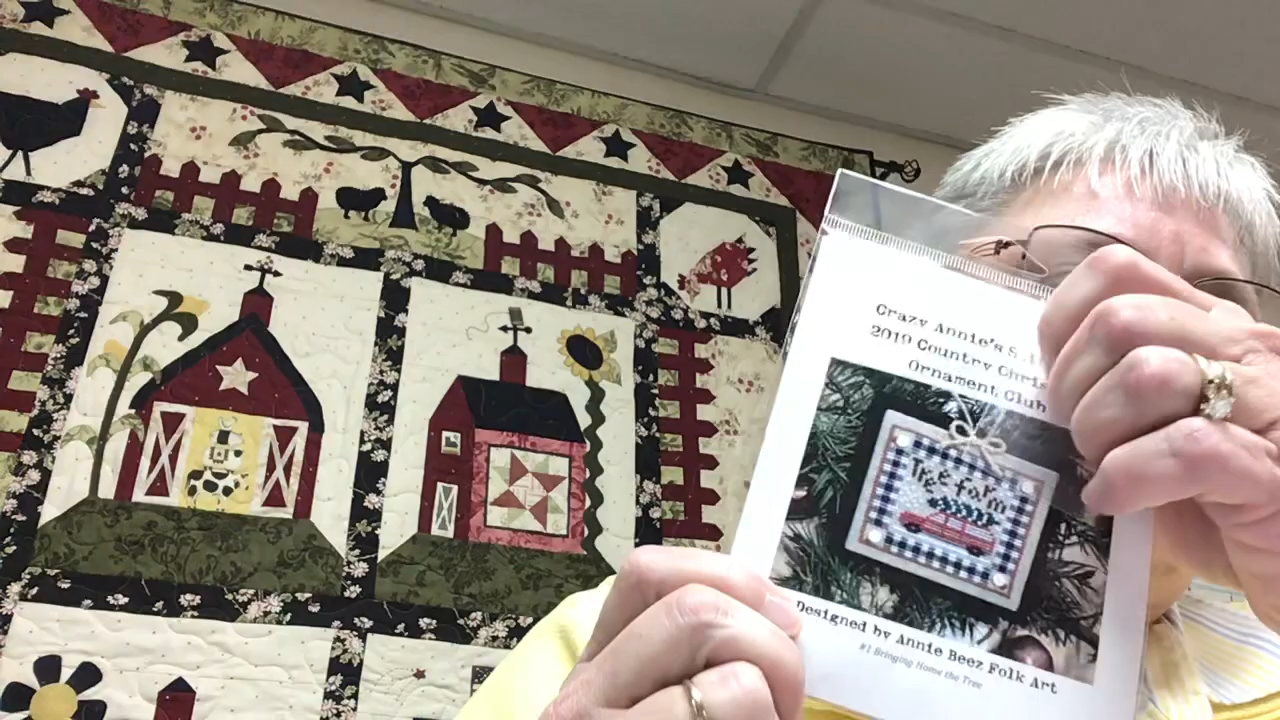 Crazy Annie's
2019 Country
Ornament Club
Tree farm
Designed by Annie Beez Folk Art
#1 Bringing Home the Tree